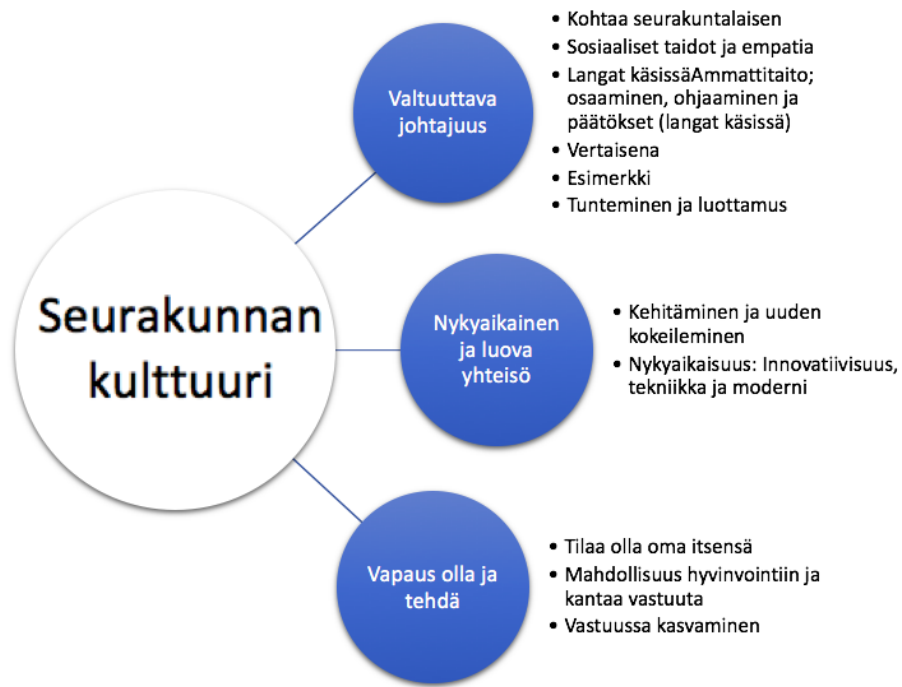 Seurakunnan
kulttuuri
Valtuuttava
johtajuus
• Kohtaa seurakuntalaisen
• Sosiaaliset taidot ja empatia
• Langat käsissäAmmattitaito;
osaaminen, ohjaaminen ja
päätökset (langat käsissä)
• Vertaisena
• Esimerkki
• Tunteminen ja luottamus
Nykyaikainen
ja luova
yhteisö
• Kehitäminen ja uuden
kokeileminen
• Nykyaikaisuus: Innovatiivisuus,
tekniikka ja moderni
Vapaus olla ja
tehdä
• Tilaa olla oma itsensä
• Mahdollisuus hyvinvointiin ja
kantaa vastuuta
• Vastuussa kasvaminen